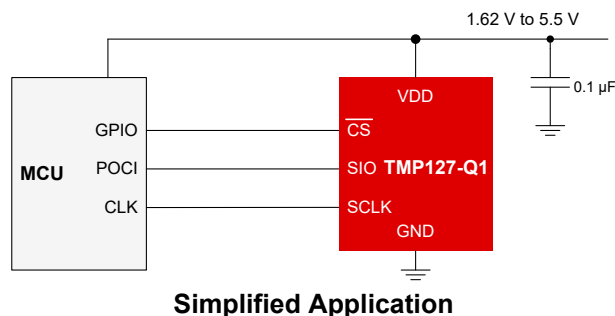 1.62 V to 5.5 V
0.1 µF
VDD
GPIO
CS
POCI
MCU
SIO TMP127-Q1
CLK
SCLK
GND
Simplified Application